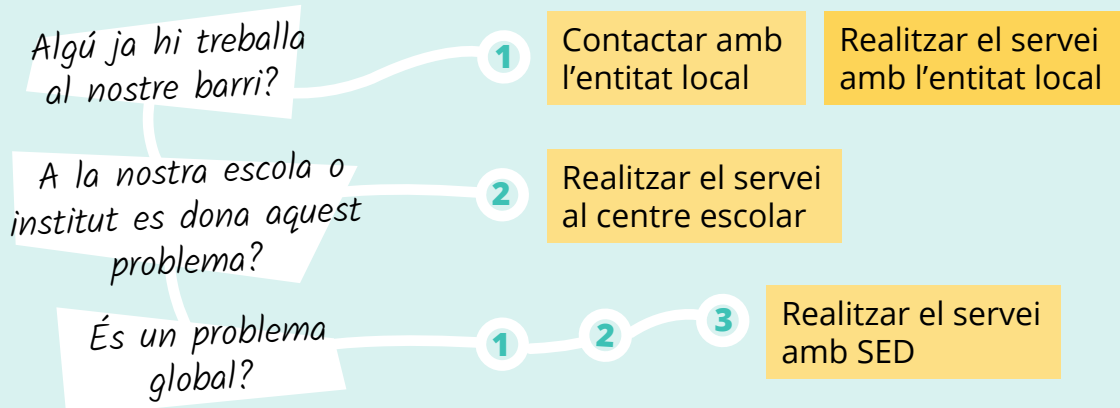 Algú ja hi treballa
al nostre barri?
1
Contactar amb
l’entitat local
Realitzar el servei
amb l’entitat local
A la nostra escola o
institut es dona aquest
problema?
2
Realitzar el servei
al centre escolar
És un problema
global?
1
2
3
Realitzar el servei
amb SED